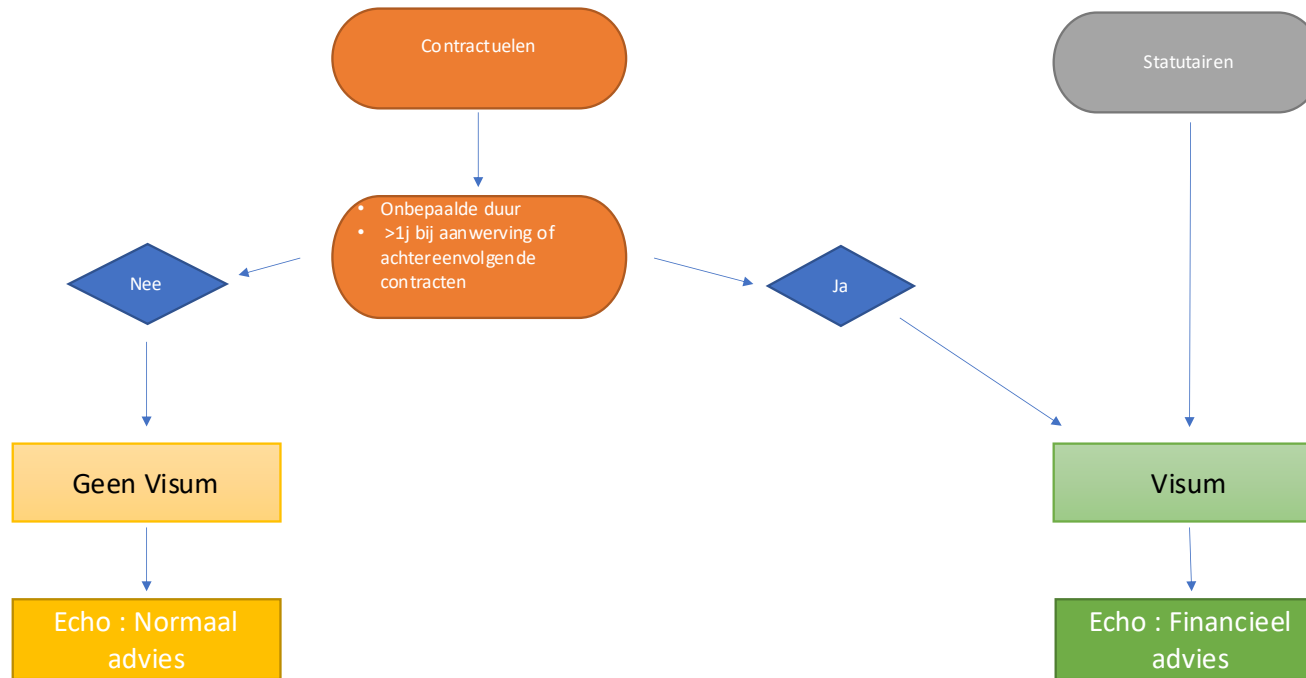 Contractuelen
Statutairen
• Onbepaalde duur
• >1j bij aanwerving of
achtereenvolgende
contracten
Nee
Ja
Geen Visum
Visum
Echo : Normaal
advies
Echo : Financieel
advies